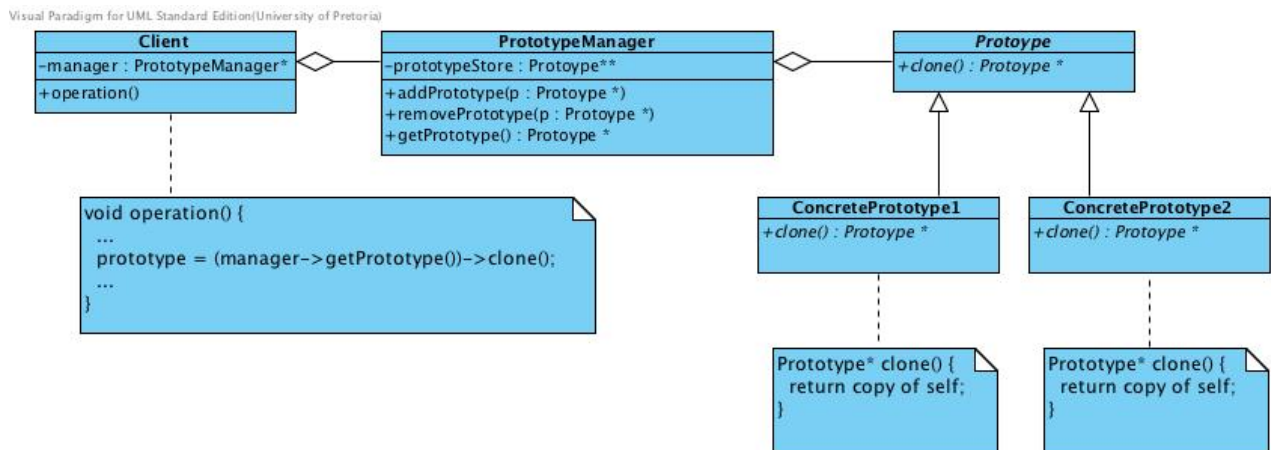 Visual Paradigm for UML Standard Edition(University of Pretoria)
Client
-manager : PrototypeManager*
+operation()
PrototypeManager
-prototypeStore : Protoype**
+addPrototype(p : Protoype *)
+removePrototype(p : Protoype *)
+getPrototype() : Protoype *
Protoype
+clone() : Protoype *
void operation() {
...
prototype = (manager->getPrototype())->clone();
...
}
ConcretePrototype1
+clone() : Protoype *
ConcretePrototype2
+clone() : Protoype *
Prototype* clone() {
return copy of self;
}
Prototype* clone() {
return copy of self;
}